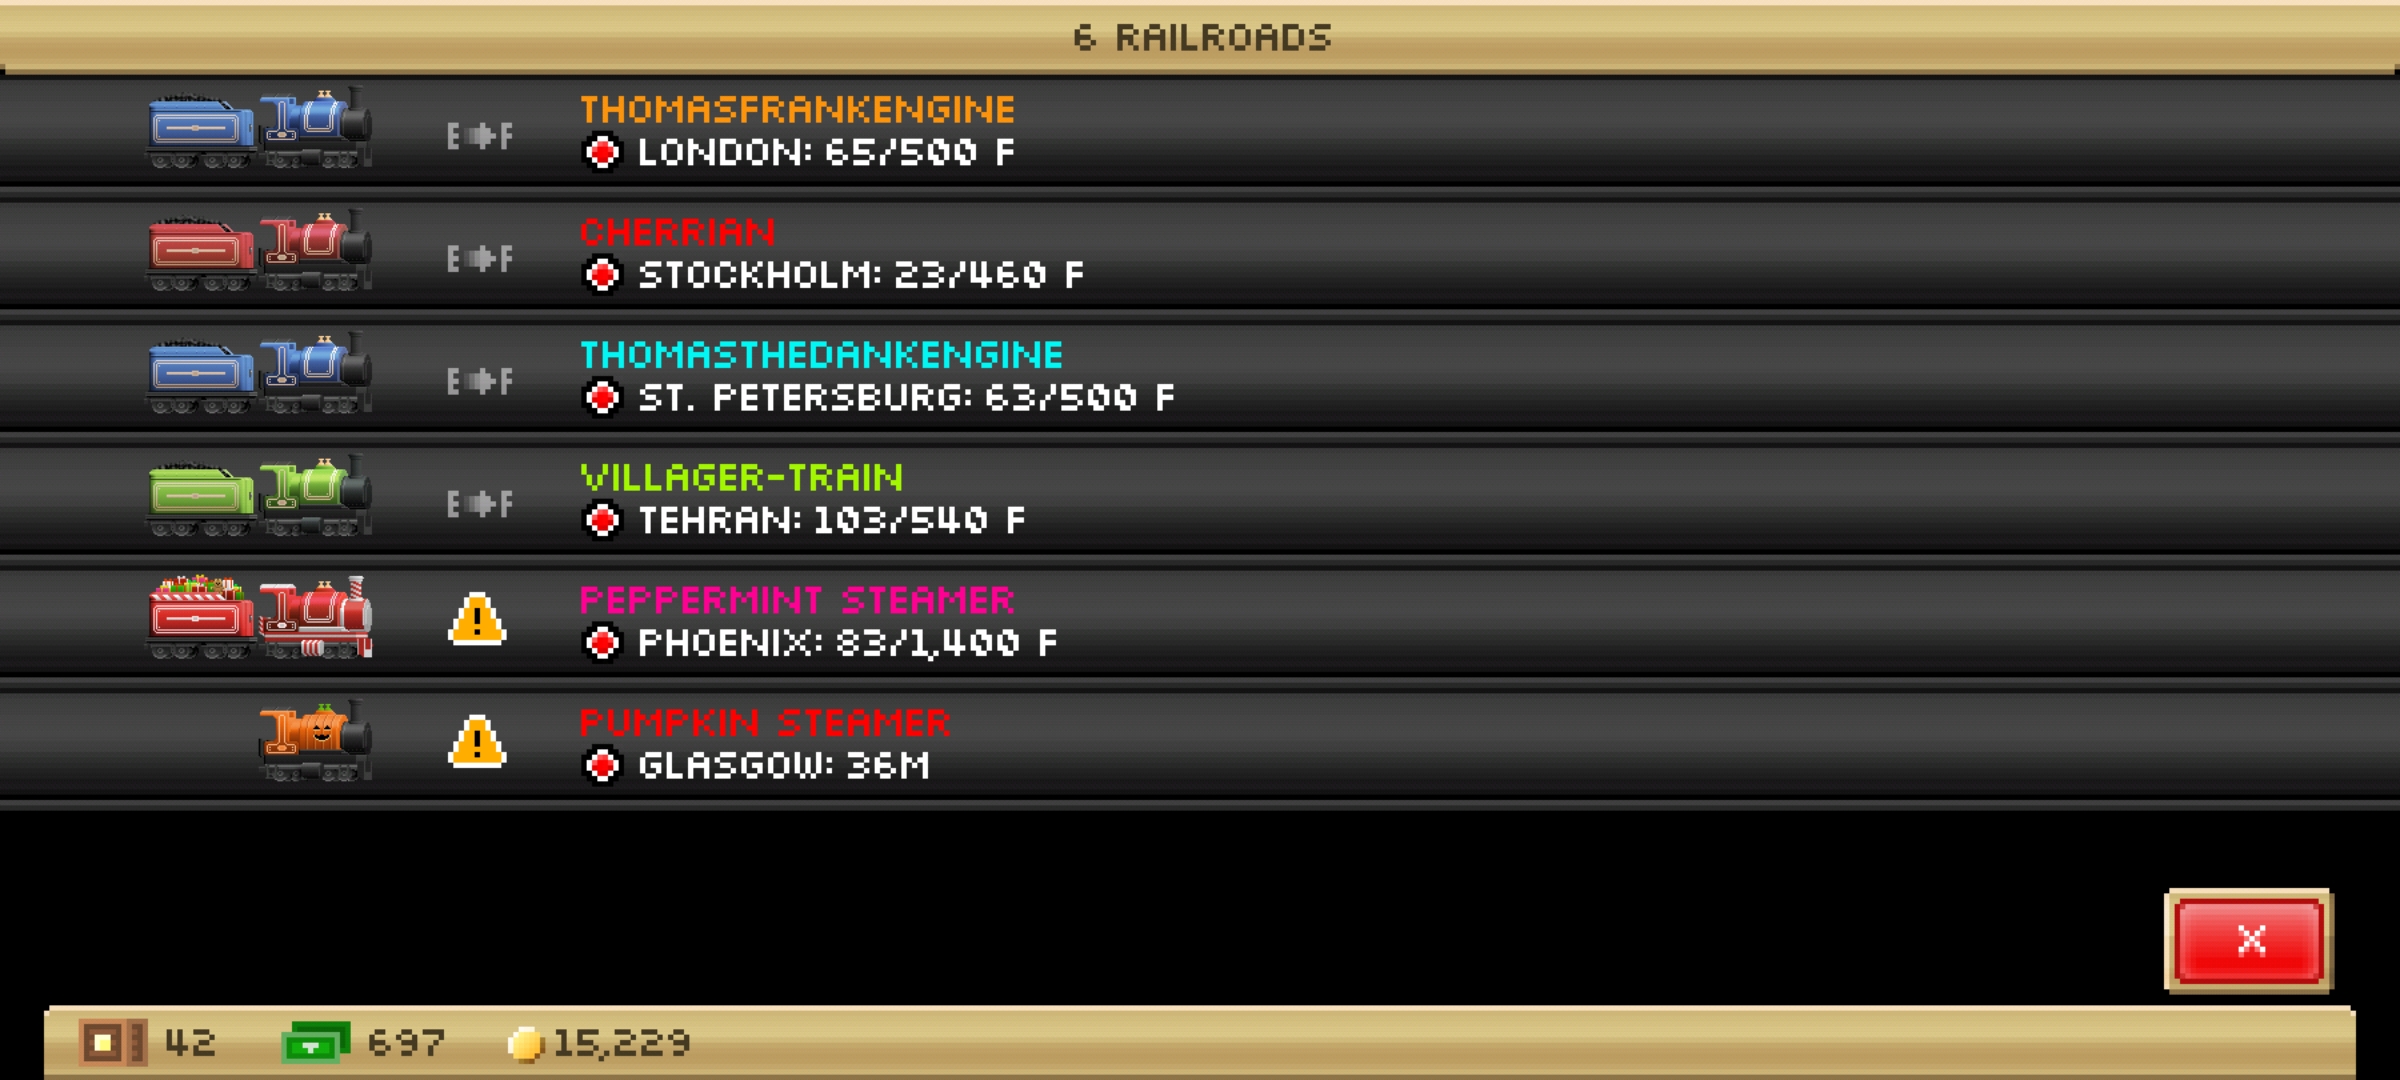 6 RAILROADS
E F
THOMASFRANKENGINE
LONDON: 65/500 F
E F
CHERRIAN
STOCKHOLM: 23/460 F
E F
THOMASTHEDANKENGINE
ST. PETERSBURG: 63/500 F
E F
VILLAGER-TRAIN
TEHRAN: 103/540 F
!
PEPPERMINT STEAMER
PHOENIX: 83/1,400 F
!
PUMPKIN STEAMER
GLASGOW: 36M
X
42 697 15,229